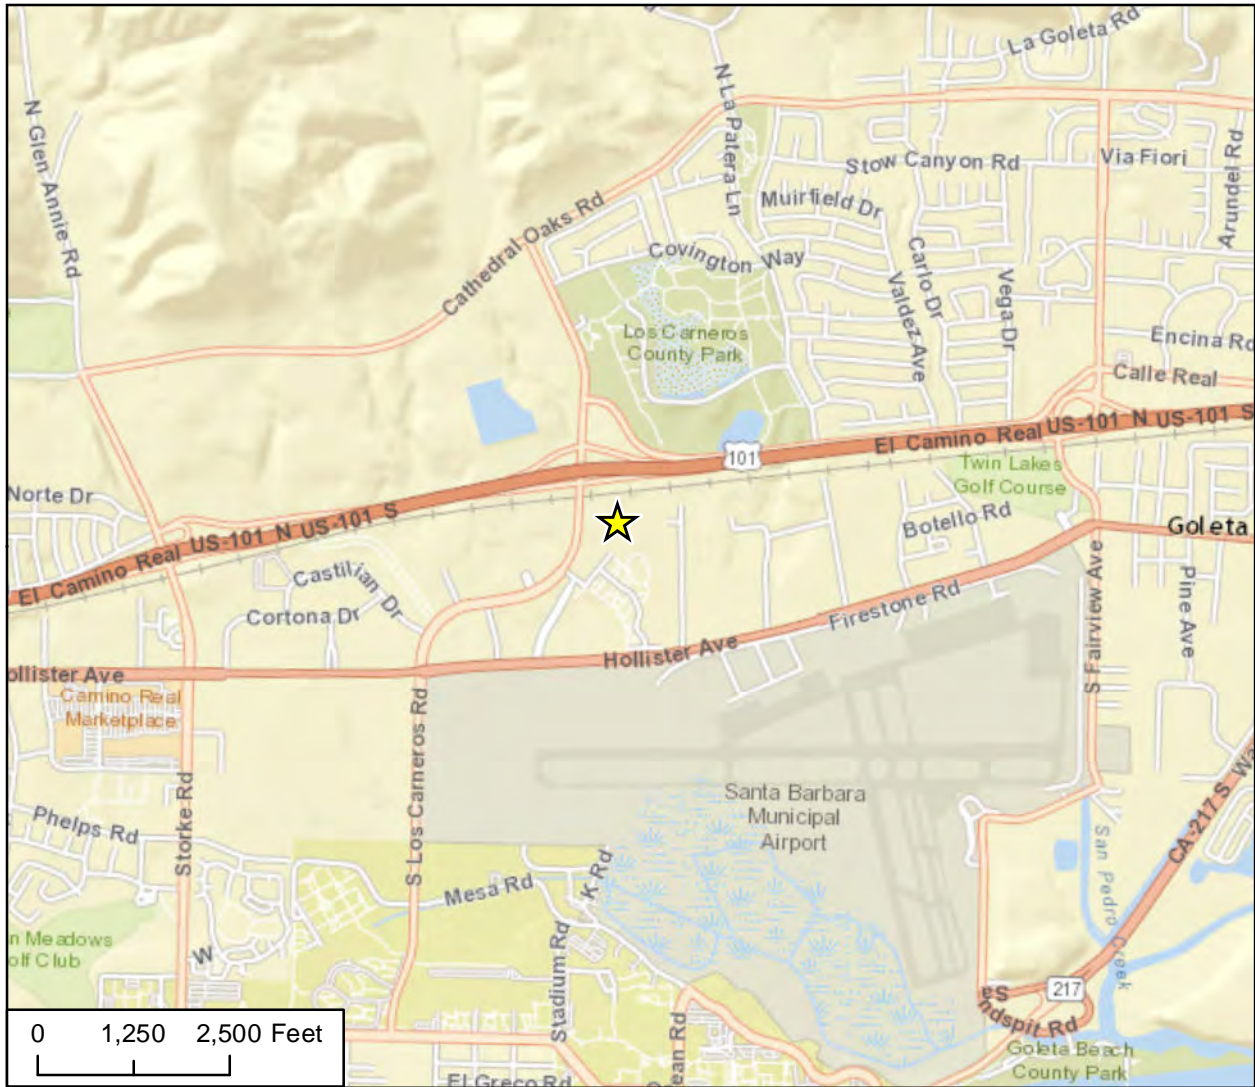 La Goleta Rd
N La Patera Ln
N Glen Annie Rd
Stow Canyon Rd
Via Fiori
Arundel Rd
Muirfield Dr
Cathedral Oaks Rd
Covington Way
Carlo Dr
Valdez Ave
Vega Dr
Los Carneros
County Park
Encina Rd
Calle Real
El Camino Real
US-101 N
US-101 S
101
Twin Lakes
Golf Course
Norte Dr
US-101 N
US-101 S
El Camino Real
Botello Rd
Goleta
Castilian Dr
Cortona Dr
Firestone Rd
Pine Ave
S Fairview Ave
Hollister Ave
ollister Ave
Camino Real
Marketplace
S Los Carneros Rd
Storke Rd
Santa Barbara
Municipal
Airport
Phelps Rd
CA-217 S
Wa
San Pedro Creek
Mesa Rd
K Rd
n Meadows
olf Club
W
Stadium Rd
217
es
ndspit Rd
Goleta Beach
County Park
0 1,250 2,500 Feet
El Greco Rd
ean Rd